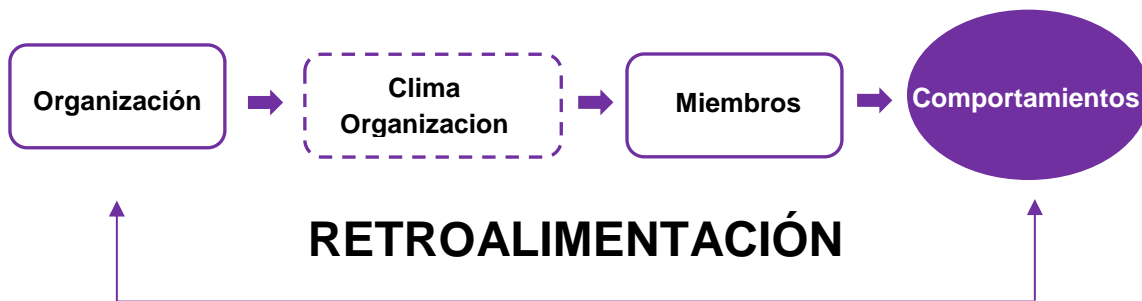 Organización
Clima
Organizacion
Miembros
Comportamientos
RETROALIMENTACIÓN